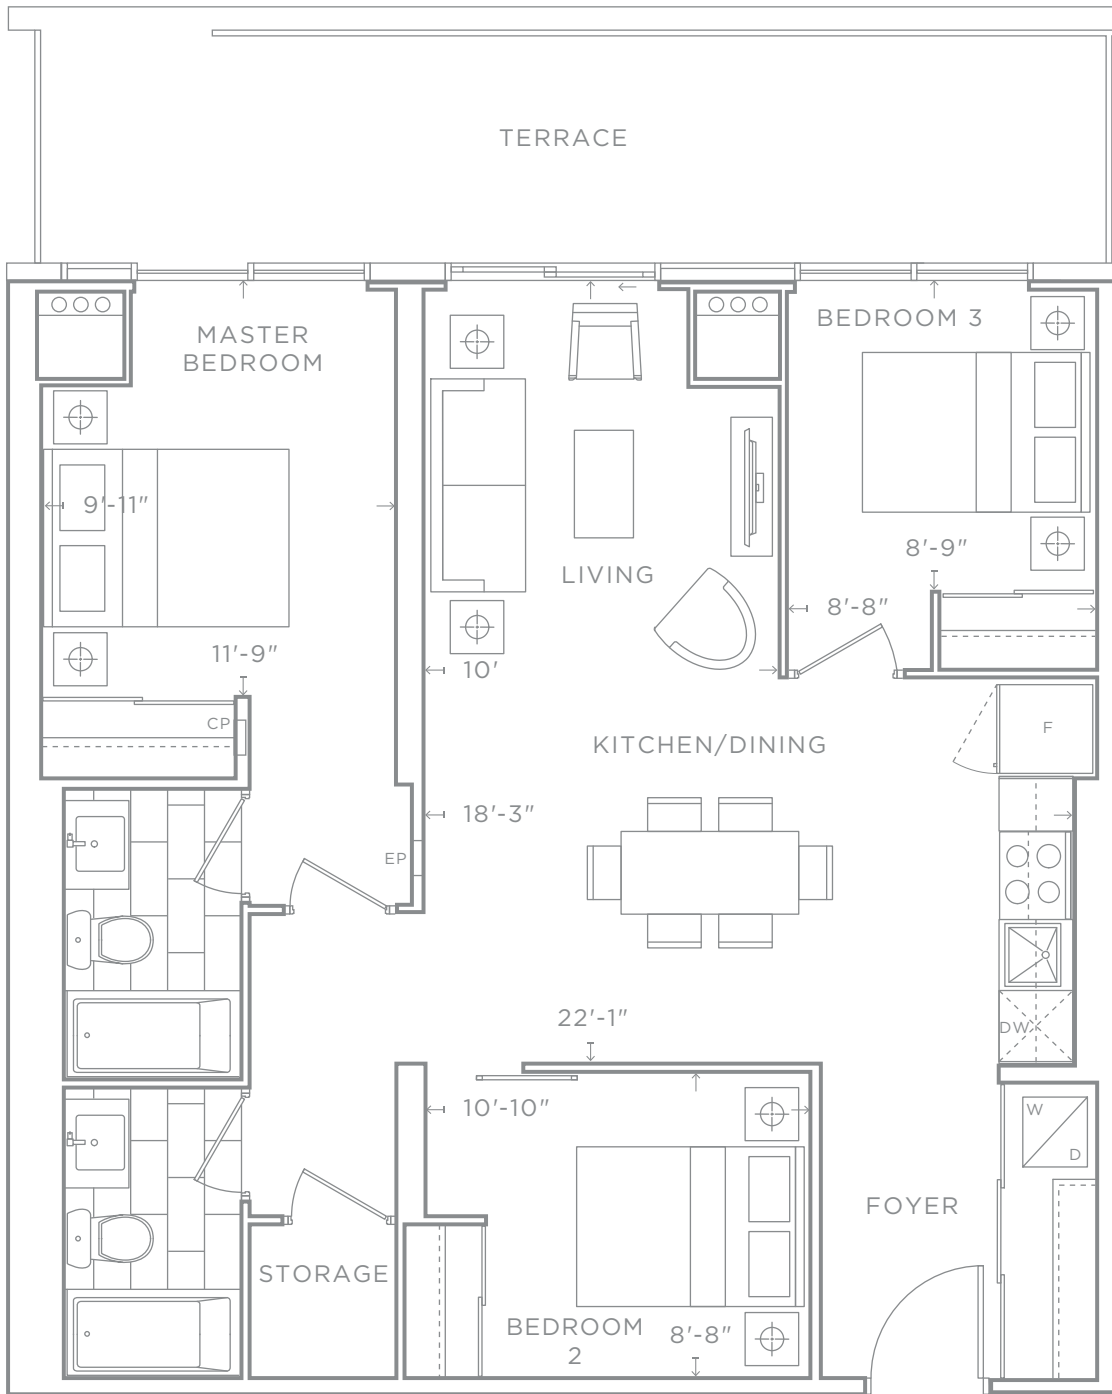 TERRACE
MASTER
BEDROOM
BEDROOM 3
9'-11"
8'-9"
LIVING
8'-8"
11'-9"
10'
CP
F
KITCHEN/DINING
18'-3"
EP
22'-1"
DW
10'-10"
W
D
FOYER
STORAGE
BEDROOM
2
8'-8"